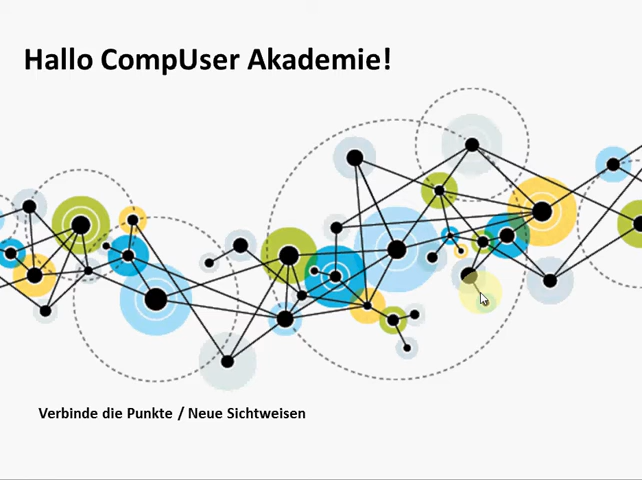 Hallo CompUser Akademie!
Verbinde die Punkte / Neue Sichtweisen